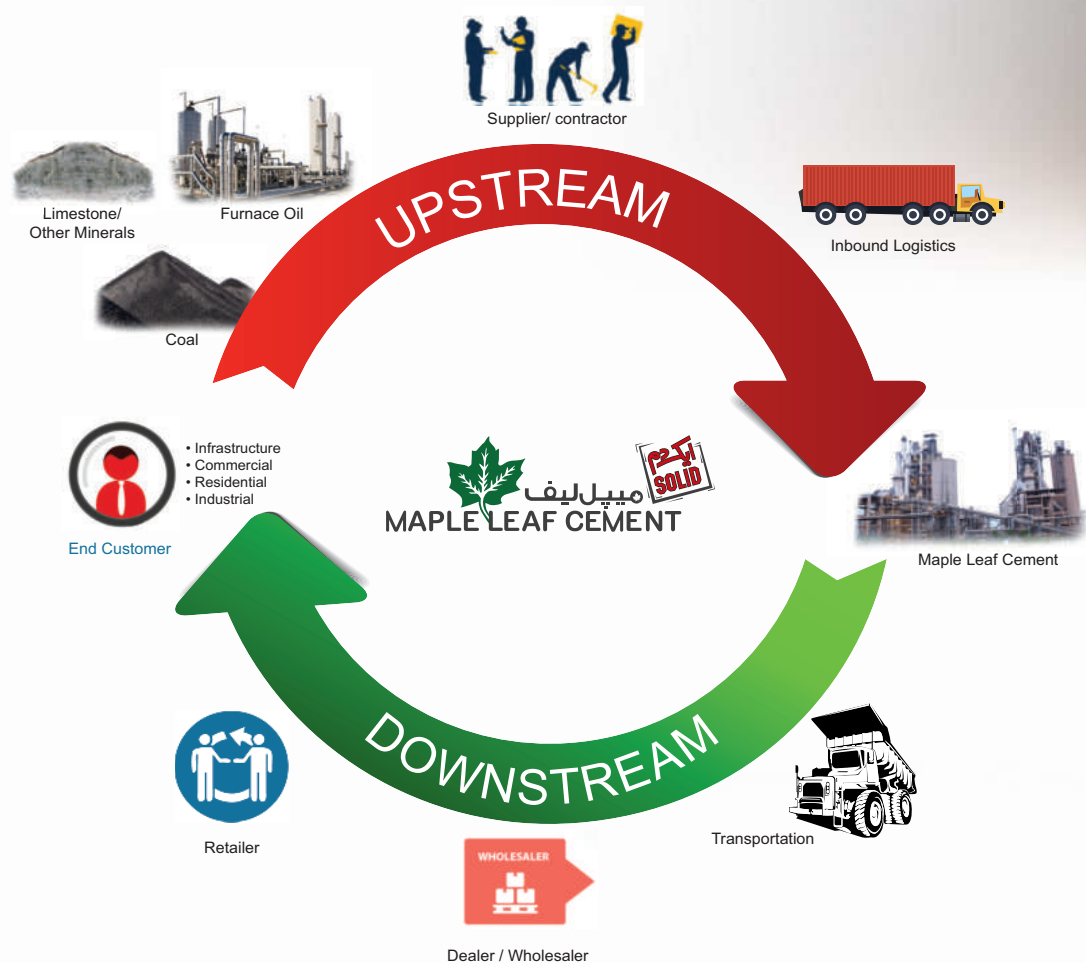 Supplier/ contractor
Limestone/
Other Minerals
Furnace Oil
Coal
UPSTREAM
Inbound Logistics
• Infrastructure
• Commercial
• Residential
• Industrial
End Customer
میپل لیف
ایکدم
SOLID
MAPLE LEAF CEMENT
Maple Leaf Cement
DOWNSTREAM
Retailer
WHOLESALER
Dealer / Wholesaler
Transportation